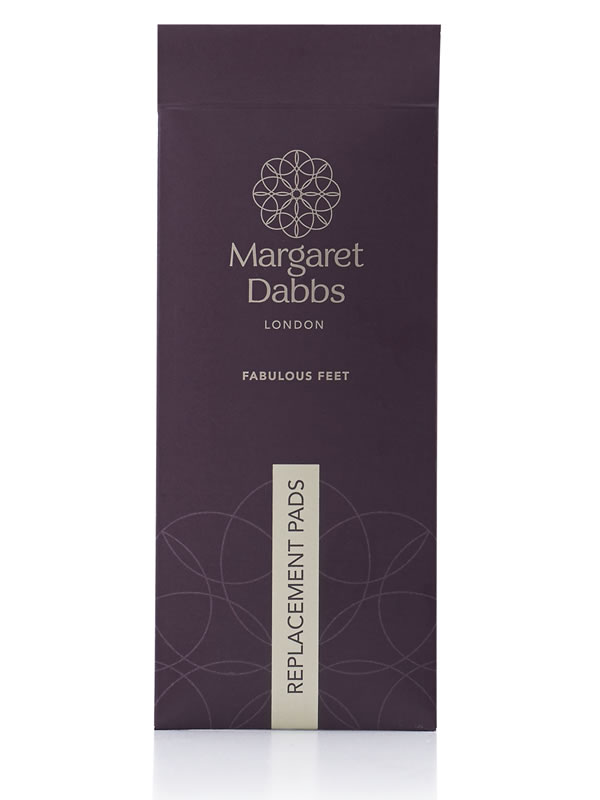 Margaret
Dabbs
LONDON
FABULOUS FEET
REPLACEMENT PADS